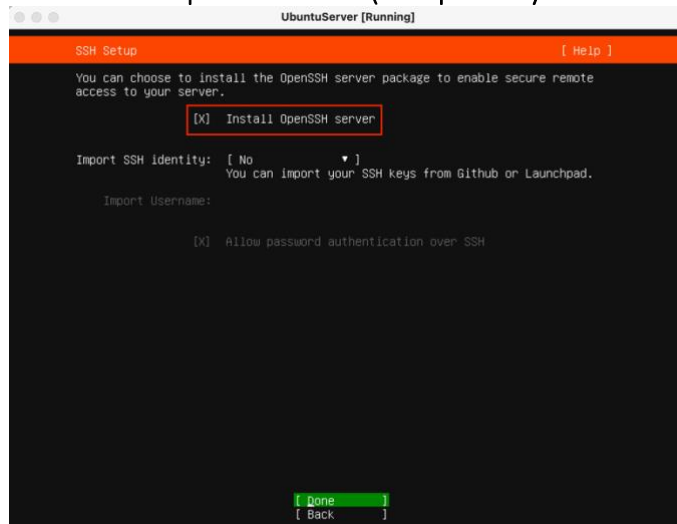 UbuntuServer [Running]
SSH Setup [ Help ]
You can choose to install the OpenSSH server package to enable secure remote
access to your server.
[X] Install OpenSSH server
Import SSH identity: [ No ▾ ]
You can import your SSH keys from Github or Launchpad.
Import Username:
[X] Allow password authentication over SSH
[ Done ]
[ Back ]